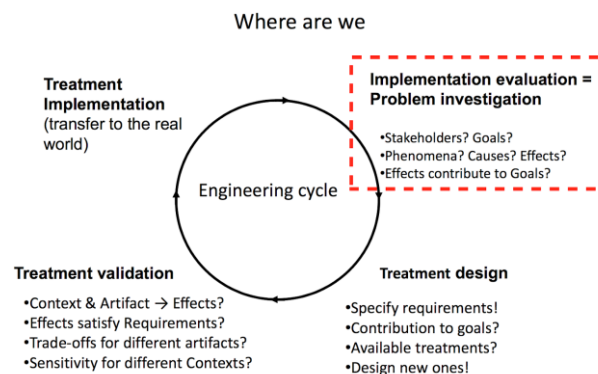 Where are we
Treatment
Implementation
(transfer to the real
world)
Implementation evaluation =
Problem investigation
•Stakeholders? Goals?
•Phenomena? Causes? Effects?
•Effects contribute to Goals?
Engineering cycle
Treatment validation
•Context & Artifact → Effects?
•Effects satisfy Requirements?
•Trade-offs for different artifacts?
•Sensitivity for different Contexts?
Treatment design
•Specify requirements!
•Contribution to goals?
•Available treatments?
•Design new ones!